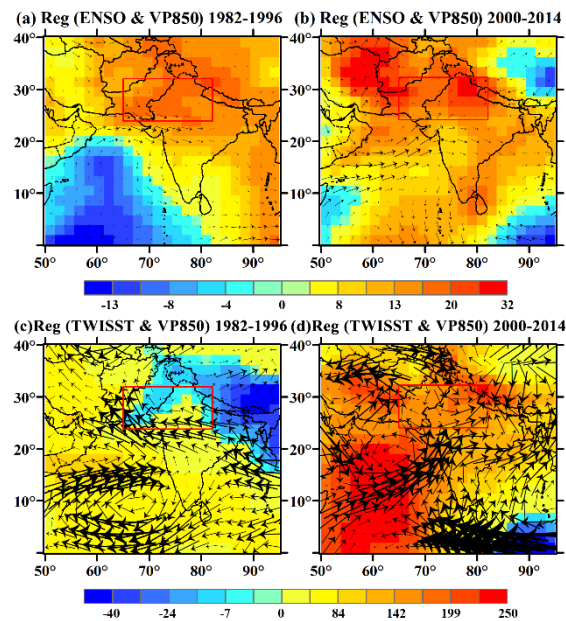 (a) Reg (ENSO & VP850) 1982-1996 (b) Reg (ENSO & VP850) 2000-2014
40° 40°
30° 30°
20° 20°
10° 10°
50° 60° 70° 80° 90° 50° 60° 70° 80° 90°
-13 -8 -4 0 8 13 20 32
(c)Reg (TWISST & VP850) 1982-1996 (d)Reg (TWISST & VP850) 2000-2014
40° 40°
30° 30°
20° 20°
10° 10°
50° 60° 70° 80° 90° 50° 60° 70° 80° 90°
-40 -24 -7 0 84 142 199 250